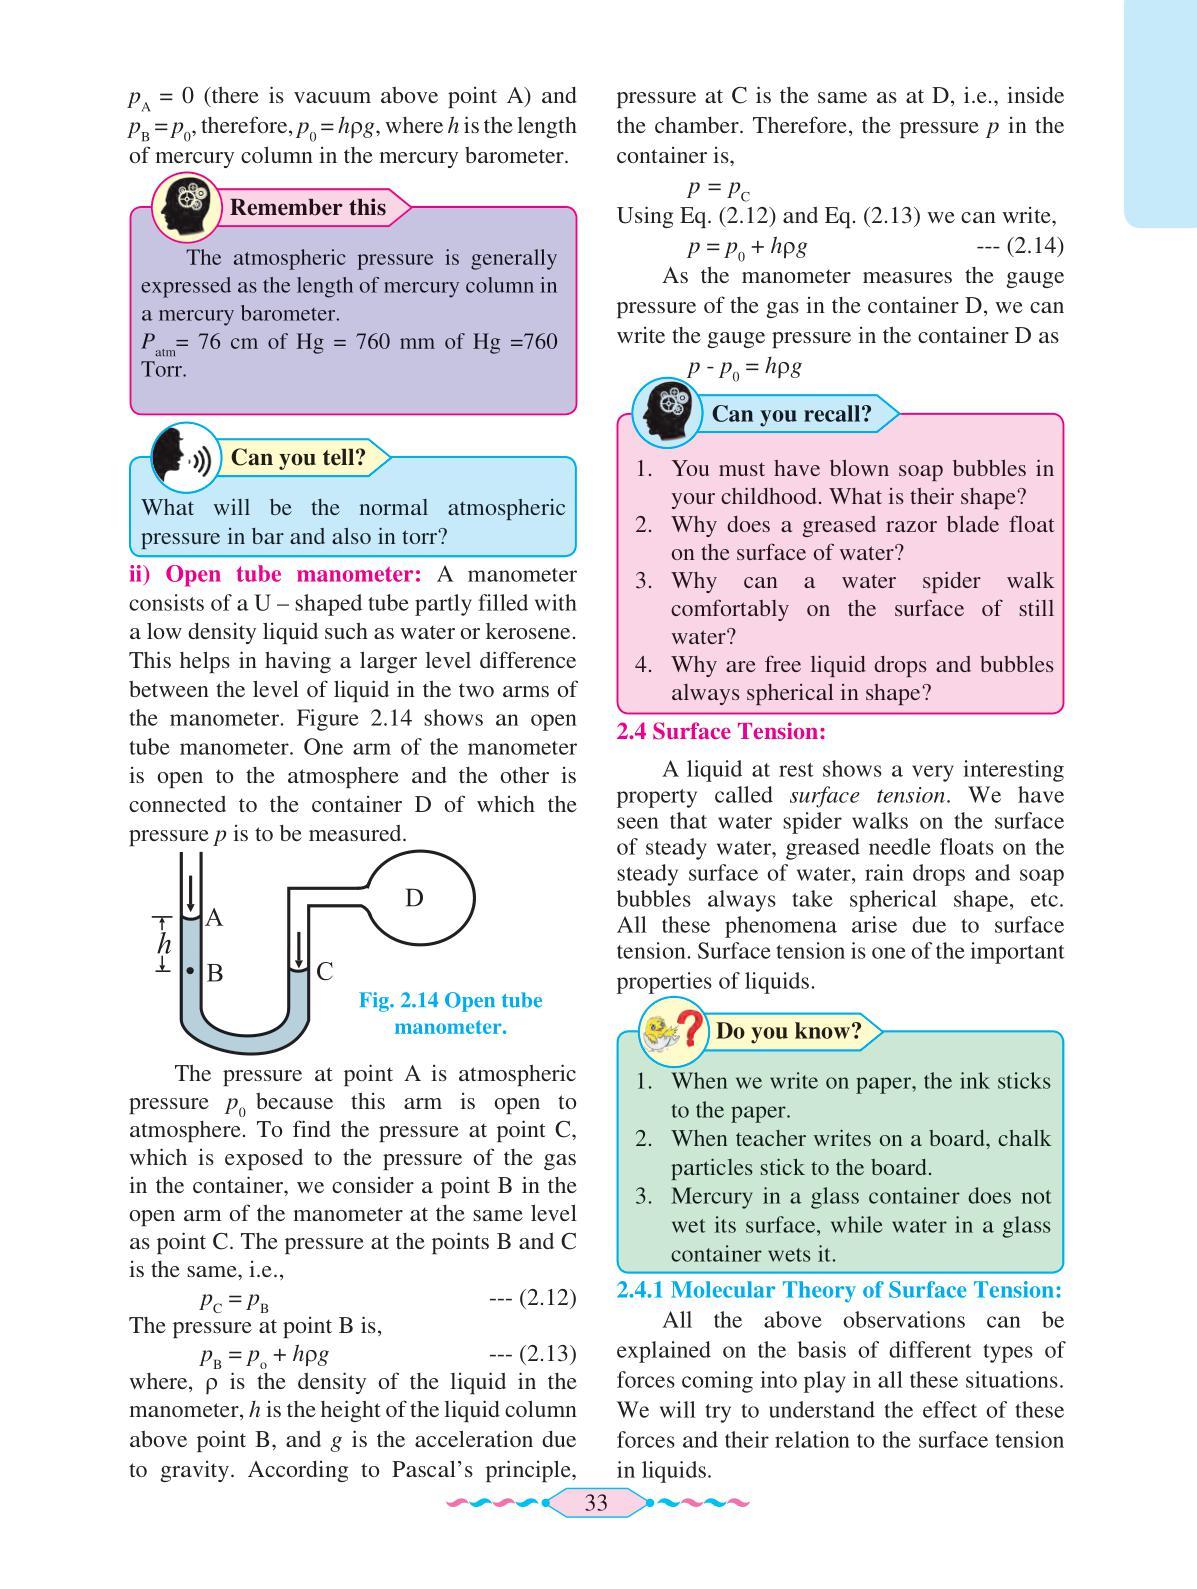 pA = 0 (there is vacuum above point A) and
pB = p0, therefore, p0 = hρg, where h is the length
of mercury column in the mercury barometer.
Remember this
The atmospheric pressure is generally
expressed as the length of mercury column in
a mercury barometer.
Patm= 76 cm of Hg = 760 mm of Hg =760
Torr.
Can you tell?
What will be the normal atmospheric
pressure in bar and also in torr?
ii) Open tube manometer: A manometer
consists of a U – shaped tube partly filled with
a low density liquid such as water or kerosene.
This helps in having a larger level difference
between the level of liquid in the two arms of
the manometer. Figure 2.14 shows an open
tube manometer. One arm of the manometer
is open to the atmosphere and the other is
connected to the container D of which the
pressure p is to be measured.
D
A
h
B
C
Fig. 2.14 Open tube
manometer.
The pressure at point A is atmospheric
pressure p0 because this arm is open to
atmosphere. To find the pressure at point C,
which is exposed to the pressure of the gas
in the container, we consider a point B in the
open arm of the manometer at the same level
as point C. The pressure at the points B and C
is the same, i.e.,
pC = pB --- (2.12)
The pressure at point B is,
pB = po + hρg --- (2.13)
where, ρ is the density of the liquid in the
manometer, h is the height of the liquid column
above point B, and g is the acceleration due
to gravity. According to Pascal's principle,
pressure at C is the same as at D, i.e., inside
the chamber. Therefore, the pressure p in the
container is,
p = pC
Using Eq. (2.12) and Eq. (2.13) we can write,
p = p0 + hρg --- (2.14)
As the manometer measures the gauge
pressure of the gas in the container D, we can
write the gauge pressure in the container D as
p - p0 = hρg
Can you recall?
1. You must have blown soap bubbles in
your childhood. What is their shape?
2. Why does a greased razor blade float
on the surface of water?
3. Why can a water spider walk
comfortably on the surface of still
water?
4. Why are free liquid drops and bubbles
always spherical in shape?
2.4 Surface Tension:
A liquid at rest shows a very interesting
property called surface tension. We have
seen that water spider walks on the surface
of steady water, greased needle floats on the
steady surface of water, rain drops and soap
bubbles always take spherical shape, etc.
All these phenomena arise due to surface
tension. Surface tension is one of the important
properties of liquids.
Do you know?
1. When we write on paper, the ink sticks
to the paper.
2. When teacher writes on a board, chalk
particles stick to the board.
3. Mercury in a glass container does not
wet its surface, while water in a glass
container wets it.
2.4.1 Molecular Theory of Surface Tension:
All the above observations can be
explained on the basis of different types of
forces coming into play in all these situations.
We will try to understand the effect of these
forces and their relation to the surface tension
in liquids.
33